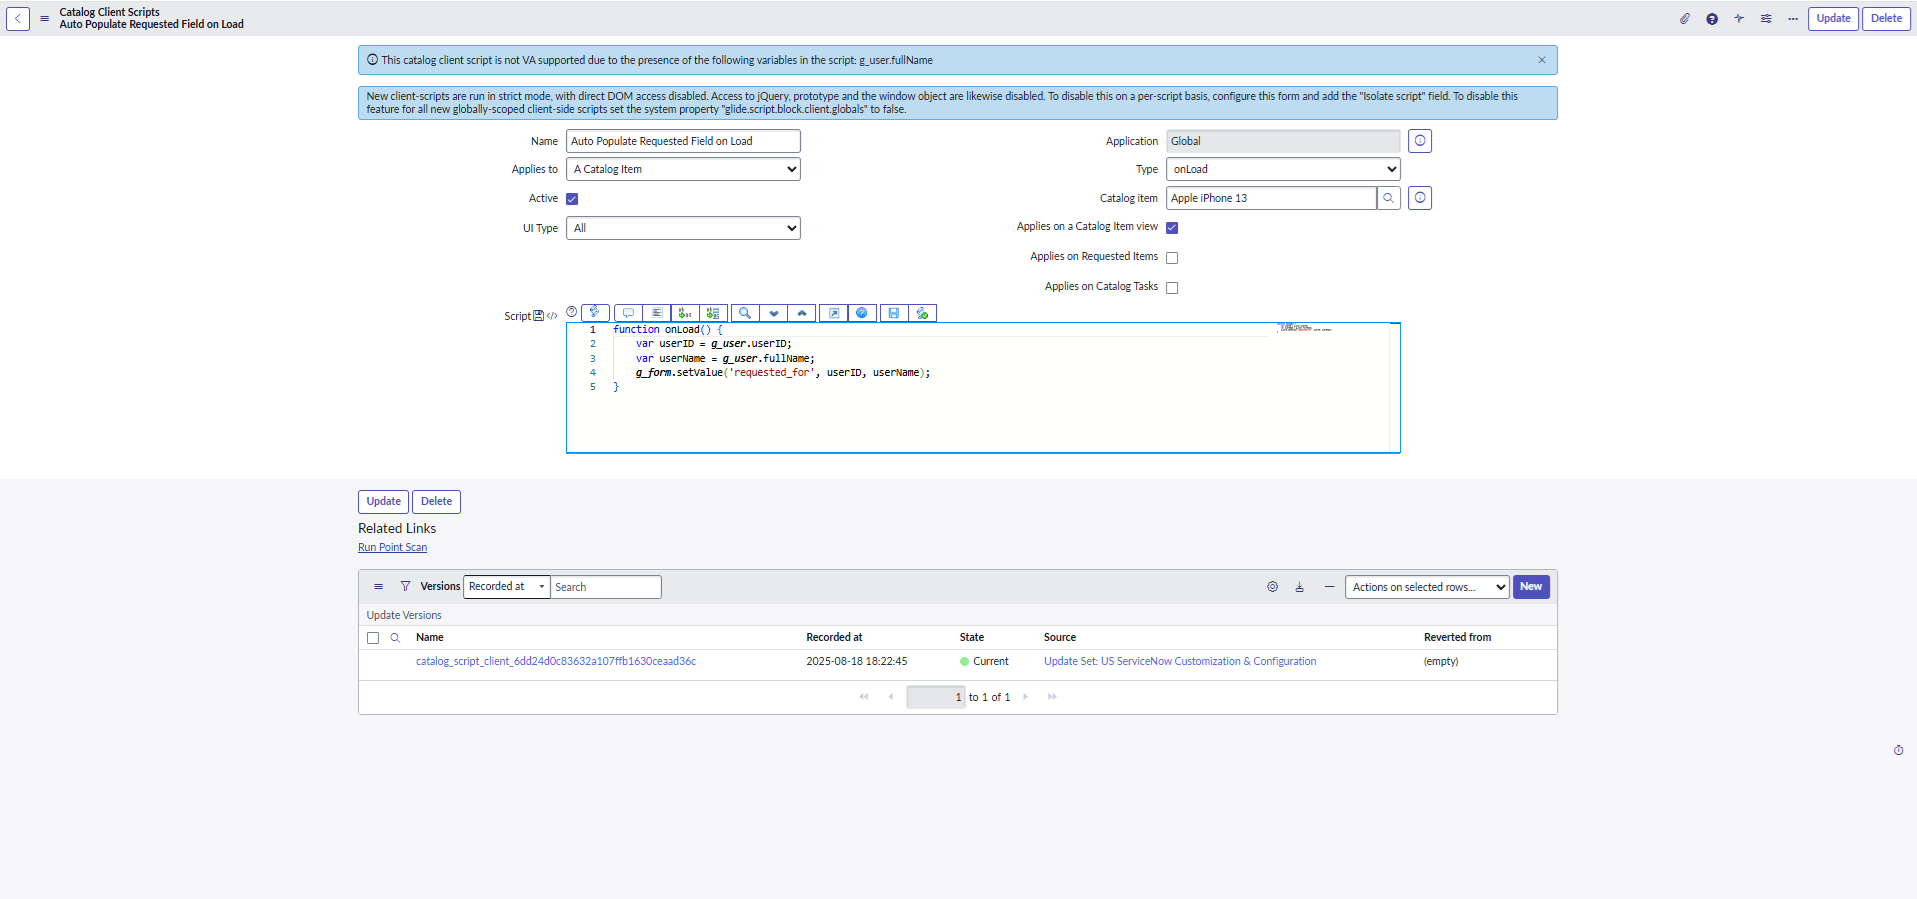 Catalog Client Scripts
Auto Populate Requested Field on Load
Update
Delete
This catalog client script is not VA supported due to the presence of the following variables in the script: g_user.fullName
New client-scripts are run in strict mode, with direct DOM access disabled. Access to jQuery, prototype and the window object are likewise disabled. To disable this on a per-script basis, configure this form and add the "Isolate script" field. To disable this
feature for all new globally-scoped client-side scripts set the system property "glide.script.block.client.globals" to false.
Name Auto Populate Requested Field on Load
Application Global
Applies to A Catalog Item
Type onLoad
Active
Catalog item Apple iPhone 13
UI Type All
Applies on a Catalog Item view
Applies on Requested Items
Applies on Catalog Tasks
Script
1 function onLoad() {
2 var userID = g_user.userID;
3 var userName = g_user.fullName;
4 g_form.setValue('requested_for', userID, userName);
5 }
Update
Delete
Related Links
Run Point Scan
Versions Recorded at Search Actions on selected rows... New
Update Versions
Name Recorded at State Source Reverted from
catalog_script_client_6dd24d0c83632a107ffb1630ceaad36c 2025-08-18 18:22:45 Current Update Set: US ServiceNow Customization & Configuration (empty)
1 to 1 of 1